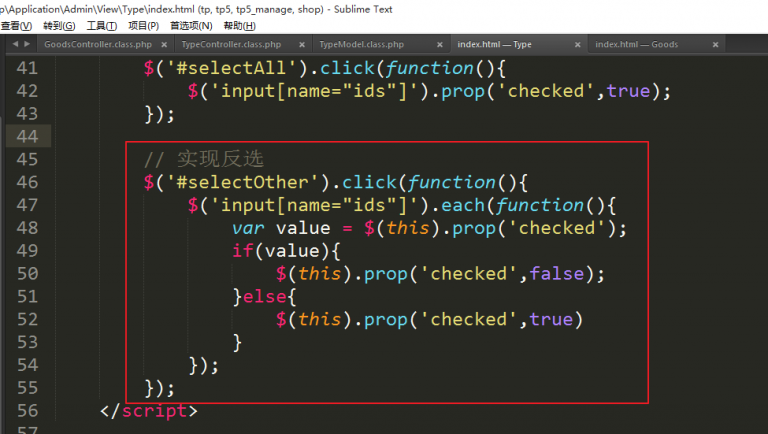 p\Application\Admin\View\Type\index.html (tp, tp5, tp5_manage, shop) - Sublime Text
查看(V) 转到(G) 工具(T) 项目(P) 首选项(N) 帮助(H)
GoodsController.class.php × TypeController.class.php × TypeModel.class.php × index.html — Type × index.html — Goods ×
41 $('#selectAll').click(function(){
42 $('input[name="ids"]').prop('checked',true);
43 });
44
45 // 实现反选
46 $('#selectOther').click(function(){
47 $('input[name="ids"]').each(function(){
48 var value = $(this).prop('checked');
49 if(value){
50 $(this).prop('checked',false);
51 }else{
52 $(this).prop('checked',true)
53 }
54 });
55 });
56 </script>
57